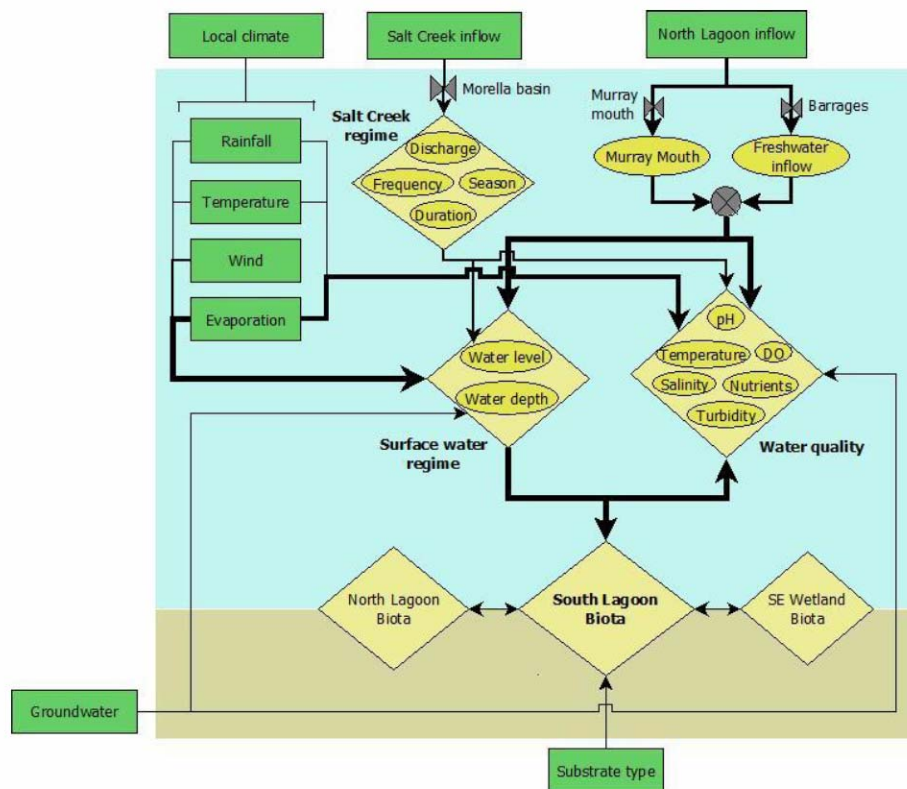 Local climate
Salt Creek inflow
North Lagoon inflow
Morella basin
Murray
mouth
Barrages
Salt Creek
regime
Rainfall
Discharge
Murray Mouth
Freshwater
inflow
Frequency
Season
Temperature
Duration
Wind
Evaporation
pH
Water level
Temperature
DO
Salinity
Nutrients
Water depth
Turbidity
Surface water
regime
Water quality
North Lagoon
Biota
South Lagoon
Biota
SE Wetland
Biota
Groundwater
Substrate type